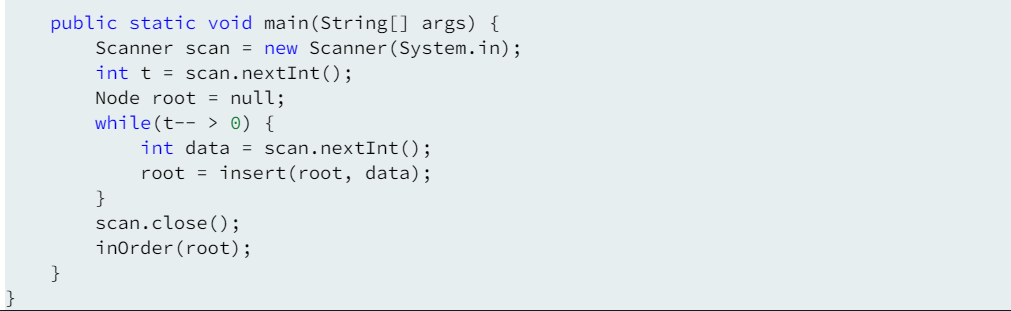 public static void main(String[] args) {
        Scanner scan = new Scanner(System.in);
        int t = scan.nextInt();
        Node root = null;
        while(t-- > 0) {
            int data = scan.nextInt();
            root = insert(root, data);
        }
        scan.close();
        inOrder(root);
    }
}